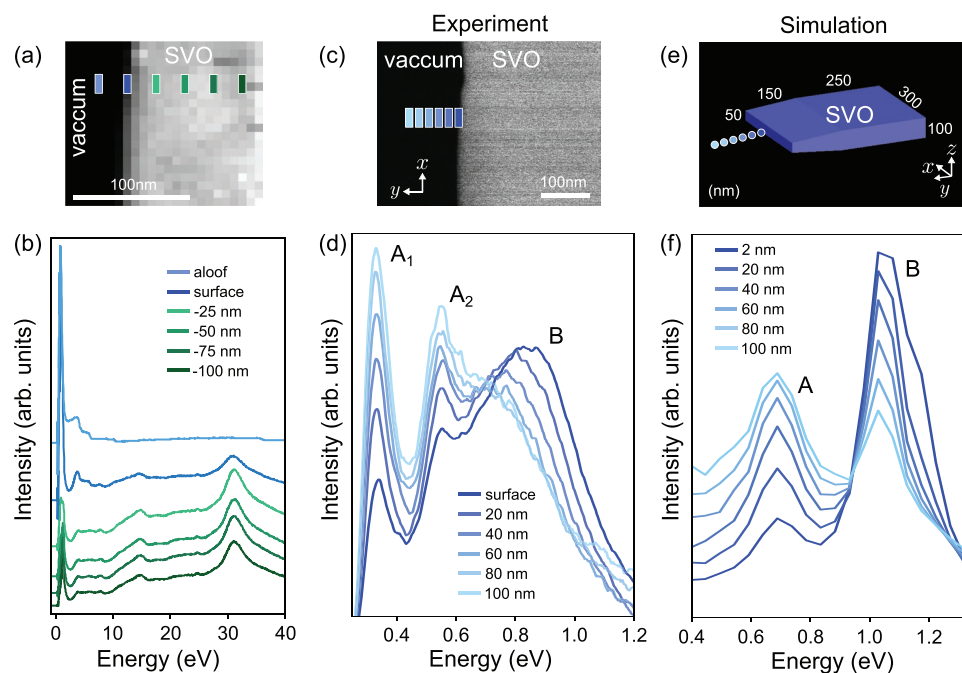 Experiment
Simulation
(a)
SVO
vaccum
100nm
(c)
vaccum
SVO
x
y
100nm
(e)
50
150
250
300
100
SVO
(nm)
z
x
y
(b)
Intensity (arb. units)
aloof
surface
-25 nm
-50 nm
-75 nm
-100 nm
0
10
20
30
40
Energy (eV)
(d)
Intensity (arb. units)
A1
A2
B
surface
20 nm
40 nm
60 nm
80 nm
100 nm
0.4
0.6
0.8
1.0
1.2
Energy (eV)
(f)
Intensity (arb. units)
2 nm
20 nm
40 nm
60 nm
80 nm
100 nm
A
B
0.4
0.6
0.8
1.0
1.2
Energy (eV)